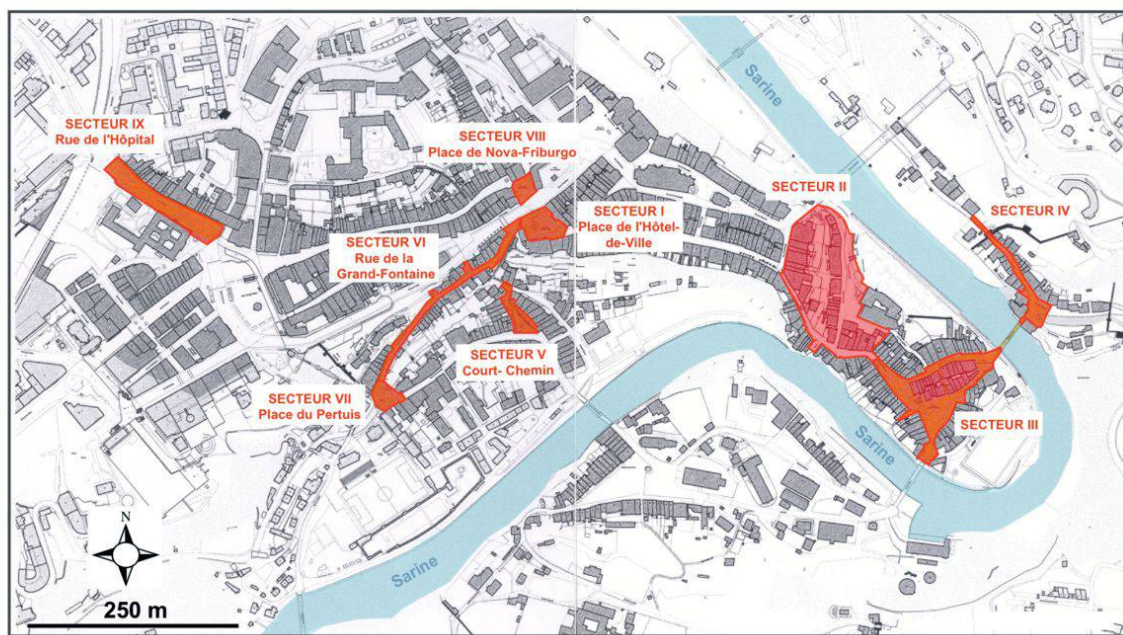 Sarine
SECTEUR IX
Rue de l'Hôpital
SECTEUR VIII
Place de Nova-Friburgo
SECTEUR II
SECTEUR I
Place de l'Hôtel-
de-Ville
SECTEUR IV
SECTEUR VI
Rue de la
Grand-Fontaine
SECTEUR V
Court- Chemin
SECTEUR VII
Place du Pertuis
SECTEUR III
Sarine
Sarine
N
250 m